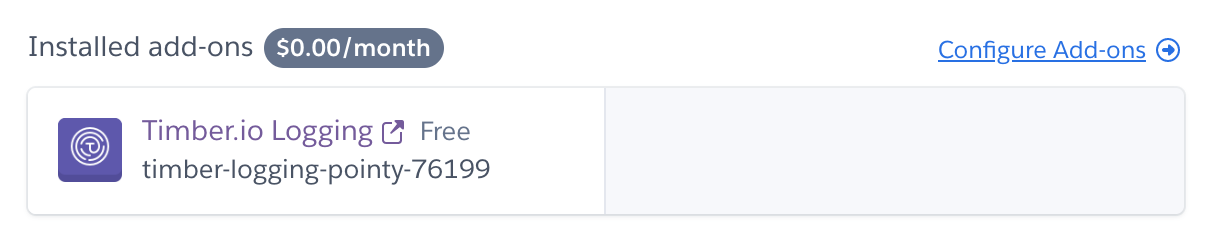 Installed add-ons $0.00/month
Configure Add-ons
Timber.io Logging Free
timber-logging-pointy-76199